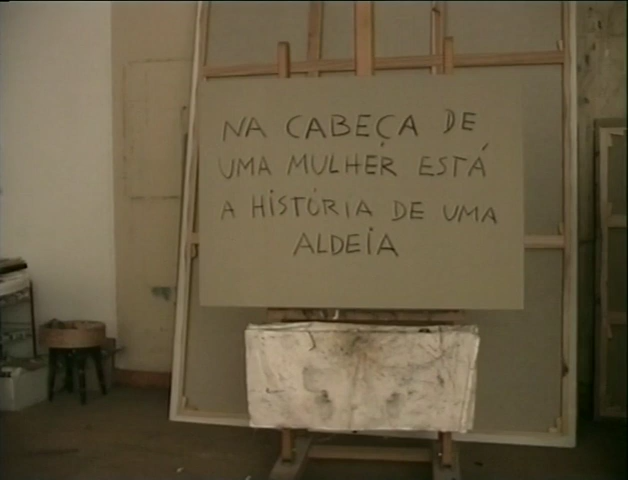 NA CABEÇA DE
UMA MULHER ESTÁ
A HISTÓRIA DE UMA
ALDEIA